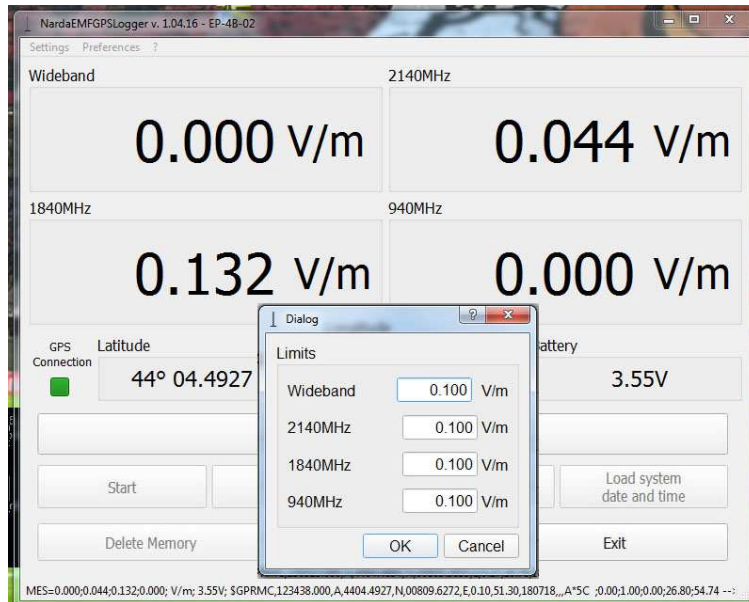 NardaEMFGPSLogger v. 1.04.16 - EP-4B-02
Settings Preferences ?
Wideband
0.000 V/m
2140MHz
0.044 V/m
1840MHz
0.132 V/m
940MHz
0.000 V/m
GPS Connection
Latitude
44° 04.4927
3.55V
Start
Load system
date and time
Delete Memory
Exit
Dialog
Limits
Wideband 0.100 V/m
2140MHz 0.100 V/m
1840MHz 0.100 V/m
940MHz 0.100 V/m
OK Cancel
MES=0.000;0.044;0.132;0.000; V/m; 3.55V; $GPRMC,123438.000,A,4404.4927,N,00809.6272,E,0.10,51.30,180718,,,A*5C ;0.00;1.00;0.00;26.80;54.74 -->